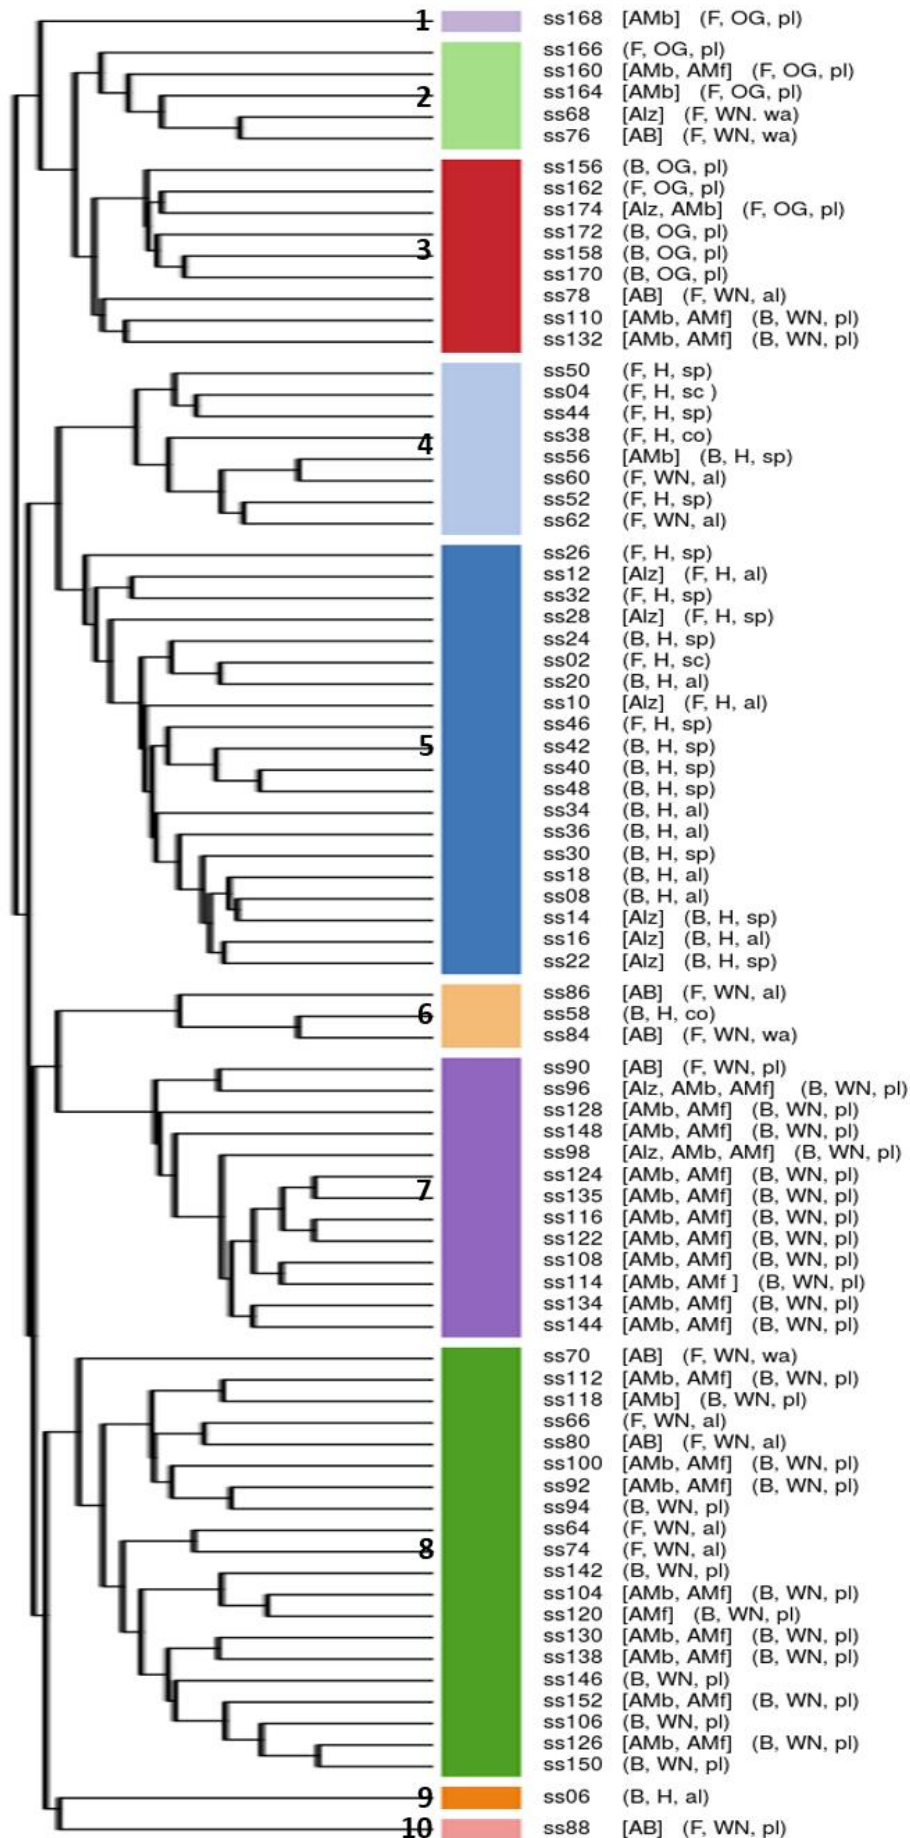 1 ss168 [AMb] (F, OG, pl)
ss166 (F, OG, pl)
ss160 [AMb, AMf] (F, OG, pl)
2 ss164 [AMb] (F, OG, pl)
ss68 [Alz] (F, WN. wa)
ss76 [AB] (F, WN, wa)
ss156 (B, OG, pl)
ss162 (F, OG, pl)
ss174 [Alz, AMb] (F, OG, pl)
ss172 (B, OG, pl)
3 ss158 (B, OG, pl)
ss170 (B, OG, pl)
ss78 [AB] (F, WN, al)
ss110 [AMb, AMf] (B, WN, pl)
ss132 [AMb, AMf] (B, WN, pl)
ss50 (F, H, sp)
ss04 (F, H, sc )
ss44 (F, H, sp)
4 ss38 (F, H, co)
ss56 [AMb] (B, H, sp)
ss60 (F, WN, al)
ss52 (F, H, sp)
ss62 (F, WN, al)
ss26 (F, H, sp)
ss12 [Alz] (F, H, al)
ss32 (F, H, sp)
ss28 [Alz] (F, H, sp)
ss24 (B, H, sp)
ss02 (F, H, sc)
ss20 (B, H, al)
ss10 [Alz] (F, H, al)
ss46 (F, H, sp)
5 ss42 (B, H, sp)
ss40 (B, H, sp)
ss48 (B, H, sp)
ss34 (B, H, al)
ss36 (B, H, al)
ss30 (B, H, sp)
ss18 (B, H, al)
ss08 (B, H, al)
ss14 [Alz] (B, H, sp)
ss16 [Alz] (B, H, al)
ss22 [Alz] (B, H, sp)
ss86 [AB] (F, WN, al)
6 ss58 (B, H, co)
ss84 [AB] (F, WN, wa)
ss90 [AB] (F, WN, pl)
ss96 [Alz, AMb, AMf] (B, WN, pl)
ss128 [AMb, AMf] (B, WN, pl)
ss148 [AMb, AMf] (B, WN, pl)
ss98 [Alz, AMb, AMf] (B, WN, pl)
ss124 [AMb, AMf] (B, WN, pl)
7 ss135 [AMb, AMf] (B, WN, pl)
ss116 [AMb, AMf] (B, WN, pl)
ss122 [AMb, AMf] (B, WN, pl)
ss108 [AMb, AMf] (B, WN, pl)
ss114 [AMb, AMf ] (B, WN, pl)
ss134 [AMb, AMf] (B, WN, pl)
ss144 [AMb, AMf] (B, WN, pl)
ss70 [AB] (F, WN, wa)
ss112 [AMb, AMf] (B, WN, pl)
ss118 [AMb] (B, WN, pl)
ss66 (F, WN, al)
ss80 [AB] (F, WN, al)
ss100 [AMb, AMf] (B, WN, pl)
ss92 [AMb, AMf] (B, WN, pl)
ss94 (B, WN, pl)
ss64 (F, WN, al)
8 ss74 (F, WN, al)
ss142 (B, WN, pl)
ss104 [AMb, AMf] (B, WN, pl)
ss120 [AMf] (B, WN, pl)
ss130 [AMb, AMf] (B, WN, pl)
ss138 [AMb, AMf] (B, WN, pl)
ss146 (B, WN, pl)
ss152 [AMb, AMf] (B, WN, pl)
ss106 (B, WN, pl)
ss126 [AMb, AMf] (B, WN, pl)
ss150 (B, WN, pl)
9 ss06 (B, H, al)
10 ss88 [AB] (F, WN, pl)